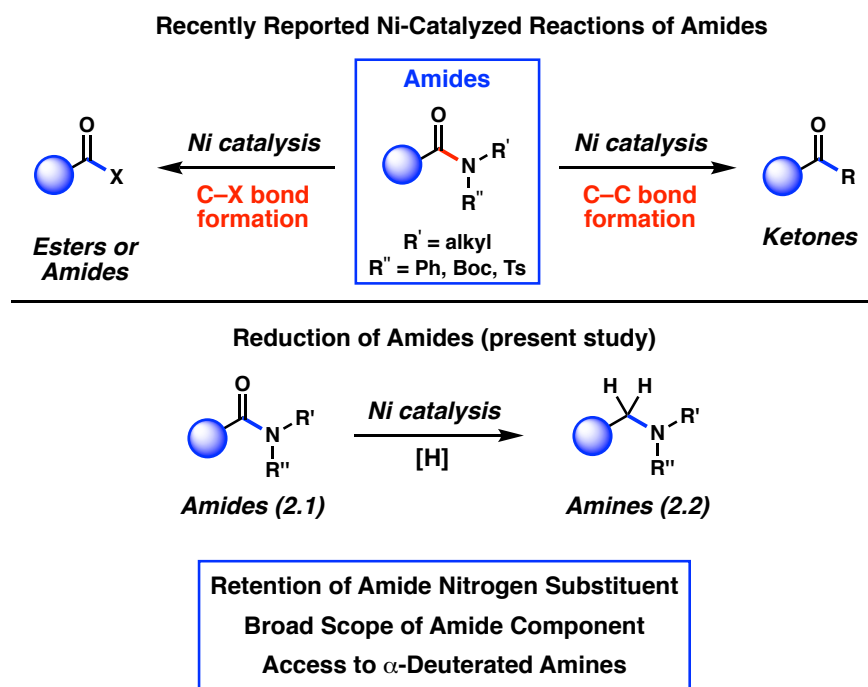 Recently Reported Ni-Catalyzed Reactions of Amides
Amides
O
X
Esters or
Amides
Ni catalysis
C–X bond
formation
O
N
R'
R"
R' = alkyl
R" = Ph, Boc, Ts
Ni catalysis
C–C bond
formation
O
R
Ketones
Reduction of Amides (present study)
O
N
R'
R"
Amides (2.1)
Ni catalysis
[H]
H H
N
R'
R"
Amines (2.2)
Retention of Amide Nitrogen Substituent
Broad Scope of Amide Component
Access to α-Deuterated Amines